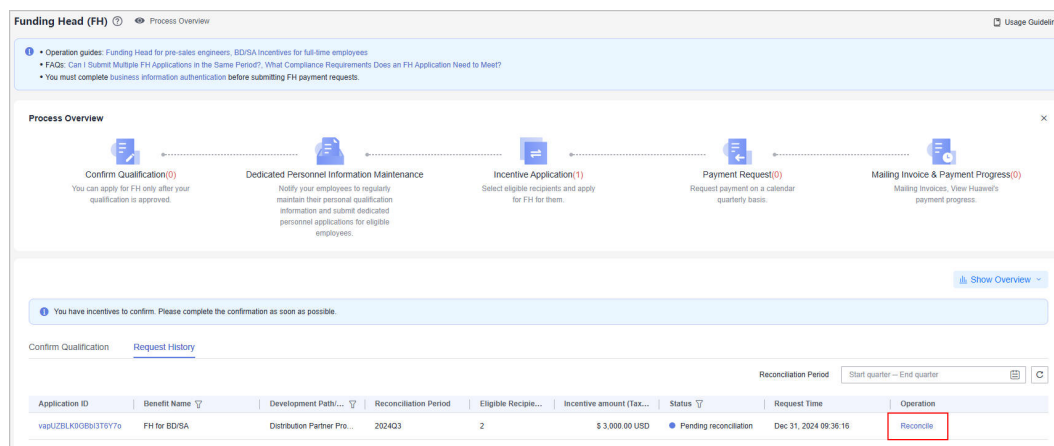 Funding Head (FH) Process Overview Usage Guidelin
• Operation guides: Funding Head for pre-sales engineers, BD/SA Incentives for full-time employees
• FAQs: Can I Submit Multiple FH Applications in the Same Period?, What Compliance Requirements Does an FH Application Need to Meet?
• You must complete business information authentication before submitting FH payment requests.
Process Overview
Confirm Qualification(0)
You can apply for FH only after your
qualification is approved.
Dedicated Personnel Information Maintenance
Notify your employees to regularly
maintain their personal qualification
information and submit dedicated
personnel applications for eligible
employees.
Incentive Application(1)
Select eligible recipients and apply
for FH for them.
Payment Request(0)
Request payment on a calendar
quarterly basis.
Mailing Invoice & Payment Progress(0)
Mailing Invoices, View Huawei's
payment progress.
Show Overview
You have incentives to confirm. Please complete the confirmation as soon as possible.
Confirm Qualification Request History
Reconciliation Period Start quarter -- End quarter
Application ID Benefit Name Development Path/... Reconciliation Period Eligible Recipie... Incentive amount (Tax... Status Request Time Operation
vapUZBLK0GBbl3T6Y7o FH for BD/SA Distribution Partner Pro... 2024Q3 2 $ 3,000.00 USD Pending reconciliation Dec 31, 2024 09:36:16 Reconcile